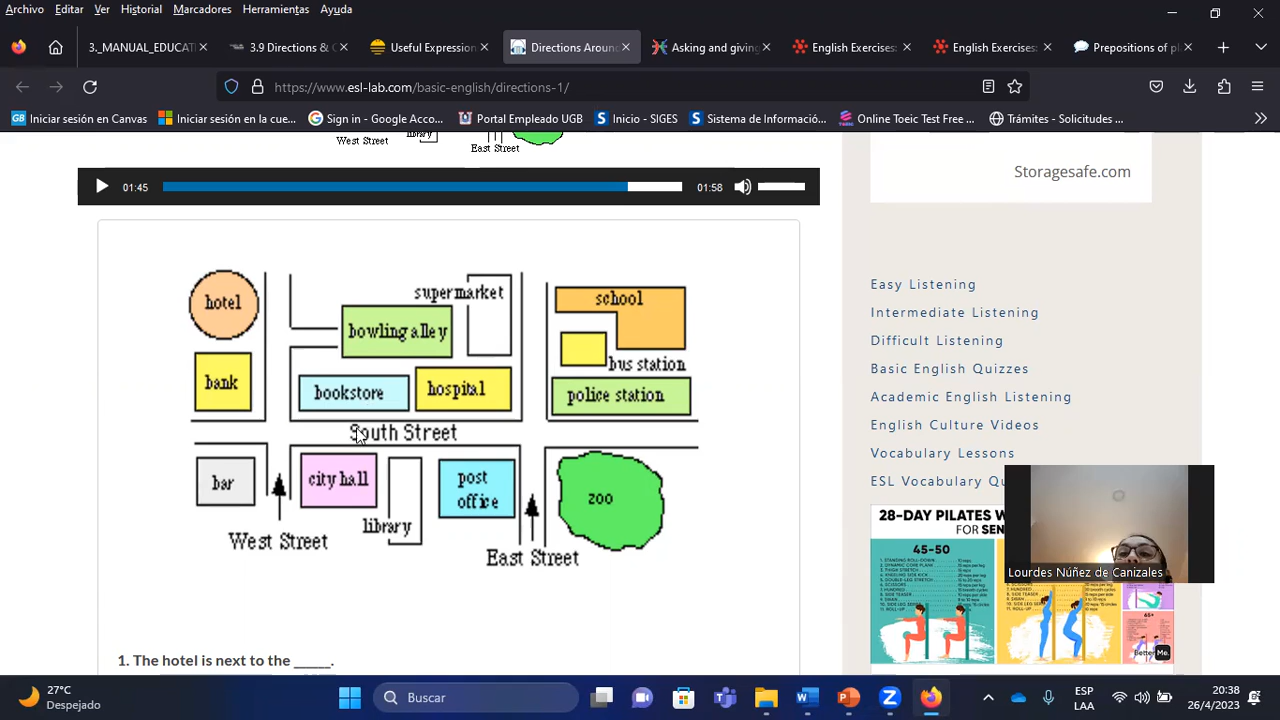 Archivo Editar Ver Historial Marcadores Herramientas Ayuda
3._MANUAL_EDUCATI
3.9 Directions & C
Useful Expression
Directions Aroun
Asking and giving
English Exercises:
English Exercises:
Prepositions of pl
https://www.esl-lab.com/basic-english/directions-1/
Iniciar sesión en Canvas
Iniciar sesión en la cue...
Sign in - Google Acco...
Portal Empleado UGB
Inicio - SIGES
Sistema de Informació...
Online Toeic Test Free ...
Trámites - Solicitudes ...
West Street
library
East Street
01:45
01:58
Storagesafe.com
hotel
bowling alley
supermarket
school
bank
bookstore
hospital
bus station
police station
South Street
bar
city hall
library
post
office
zoo
West Street
East Street
1. The hotel is next to the _____.
Easy Listening
Intermediate Listening
Difficult Listening
Basic English Quizzes
Academic English Listening
English Culture Videos
Vocabulary Lessons
ESL Vocabulary Qu
28-DAY PILATES W
FOR SEN
45-50
Lourdes Núñez de Canizales
BetterMe.
27°C
Despejado
Buscar
ESP
LAA
20:38
26/4/2023